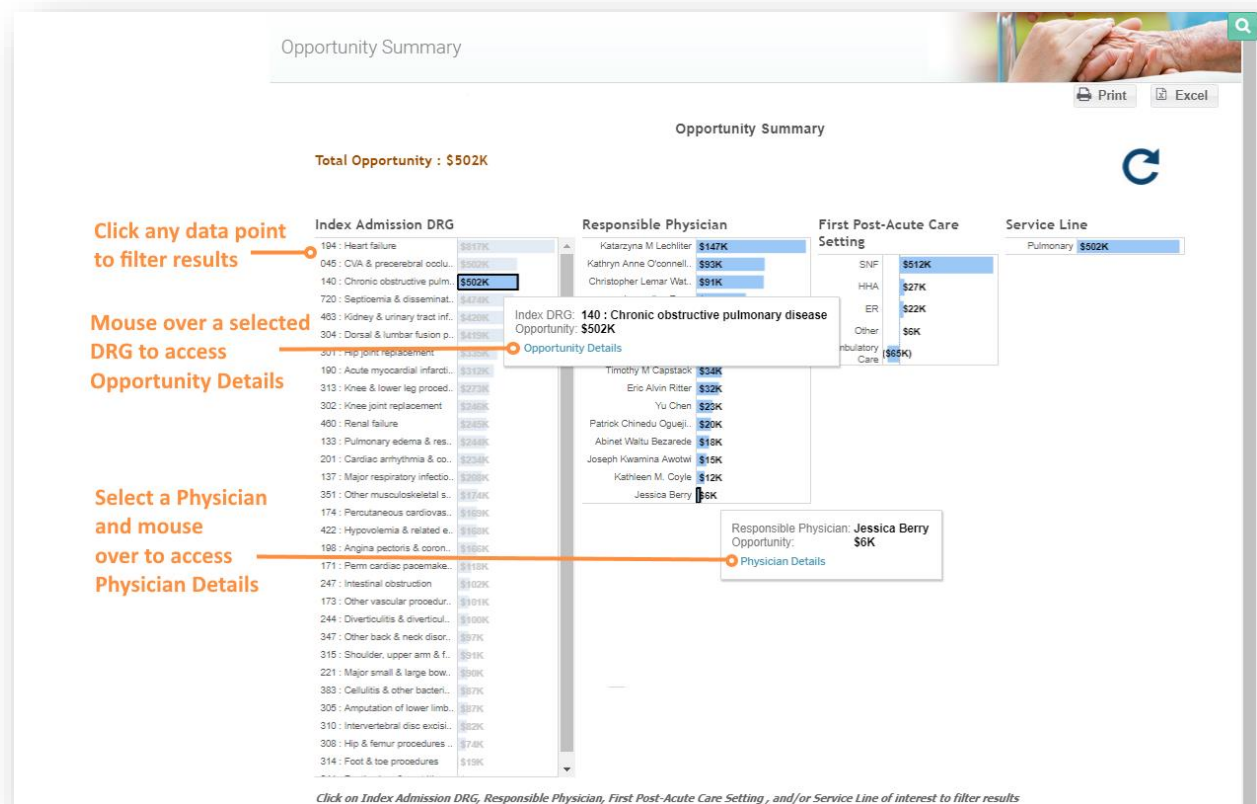 Opportunity Summary
Print
Excel
Opportunity Summary
Total Opportunity : $502K
Click any data point
to filter results
Mouse over a selected
DRG to access
Opportunity Details
Select a Physician
and mouse
over to access
Physician Details
Index Admission DRG
194 : Heart failure $817K
045 : CVA & precerebral occlu.. $502K
140 : Chronic obstructive pulm.. $502K
720 : Septicemia & disseminat.. $474K
463 : Kidney & urinary tract inf.. $420K
304 : Dorsal & lumbar fusion p.. $419K
301 : Hip joint replacement $335K
190 : Acute myocardial infarcti.. $312K
313 : Knee & lower leg proced.. $273K
302 : Knee joint replacement $246K
460 : Renal failure $245K
133 : Pulmonary edema & res.. $244K
201 : Cardiac arrhythmia & co.. $234K
137 : Major respiratory infectio.. $208K
351 : Other musculoskeletal s.. $174K
174 : Percutaneous cardiovas.. $169K
422 : Hypovolemia & related e.. $168K
198 : Angina pectoris & coron.. $166K
171 : Perm cardiac pacemake.. $118K
247 : Intestinal obstruction $102K
173 : Other vascular procedur.. $101K
244 : Diverticulitis & diverticul.. $100K
347 : Other back & neck disor.. $97K
315 : Shoulder, upper arm & f.. $91K
221 : Major small & large bow.. $90K
383 : Cellulitis & other bacteri.. $87K
305 : Amputation of lower limb.. $87K
310 : Intervertebral disc excisi.. $82K
308 : Hip & femur procedures .. $74K
314 : Foot & toe procedures $19K
Responsible Physician
Katarzyna M Lechliter $147K
Kathryn Anne O'connell.. $93K
Christopher Lemar Wat.. $91K
Timothy M Capstack $34K
Eric Alvin Ritter $32K
Yu Chen $23K
Patrick Chinedu Ogueji.. $20K
Abinet Waltu Bezarede $18K
Joseph Kwamina Awotwi $15K
Kathleen M. Coyle $12K
Jessica Berry $6K
First Post-Acute Care
Setting
SNF $512K
HHA $27K
ER $22K
Other $6K
mbulatory
Care ($65K)
Service Line
Pulmonary $502K
Index DRG: 140 : Chronic obstructive pulmonary disease
Opportunity: $502K
Opportunity Details
Responsible Physician: Jessica Berry
Opportunity: $6K
Physician Details
Click on Index Admission DRG, Responsible Physician, First Post-Acute Care Setting , and/or Service Line of interest to filter results